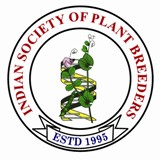 INDIAN SOCIETY OF PLANT BREEDERS
ESTD 1995